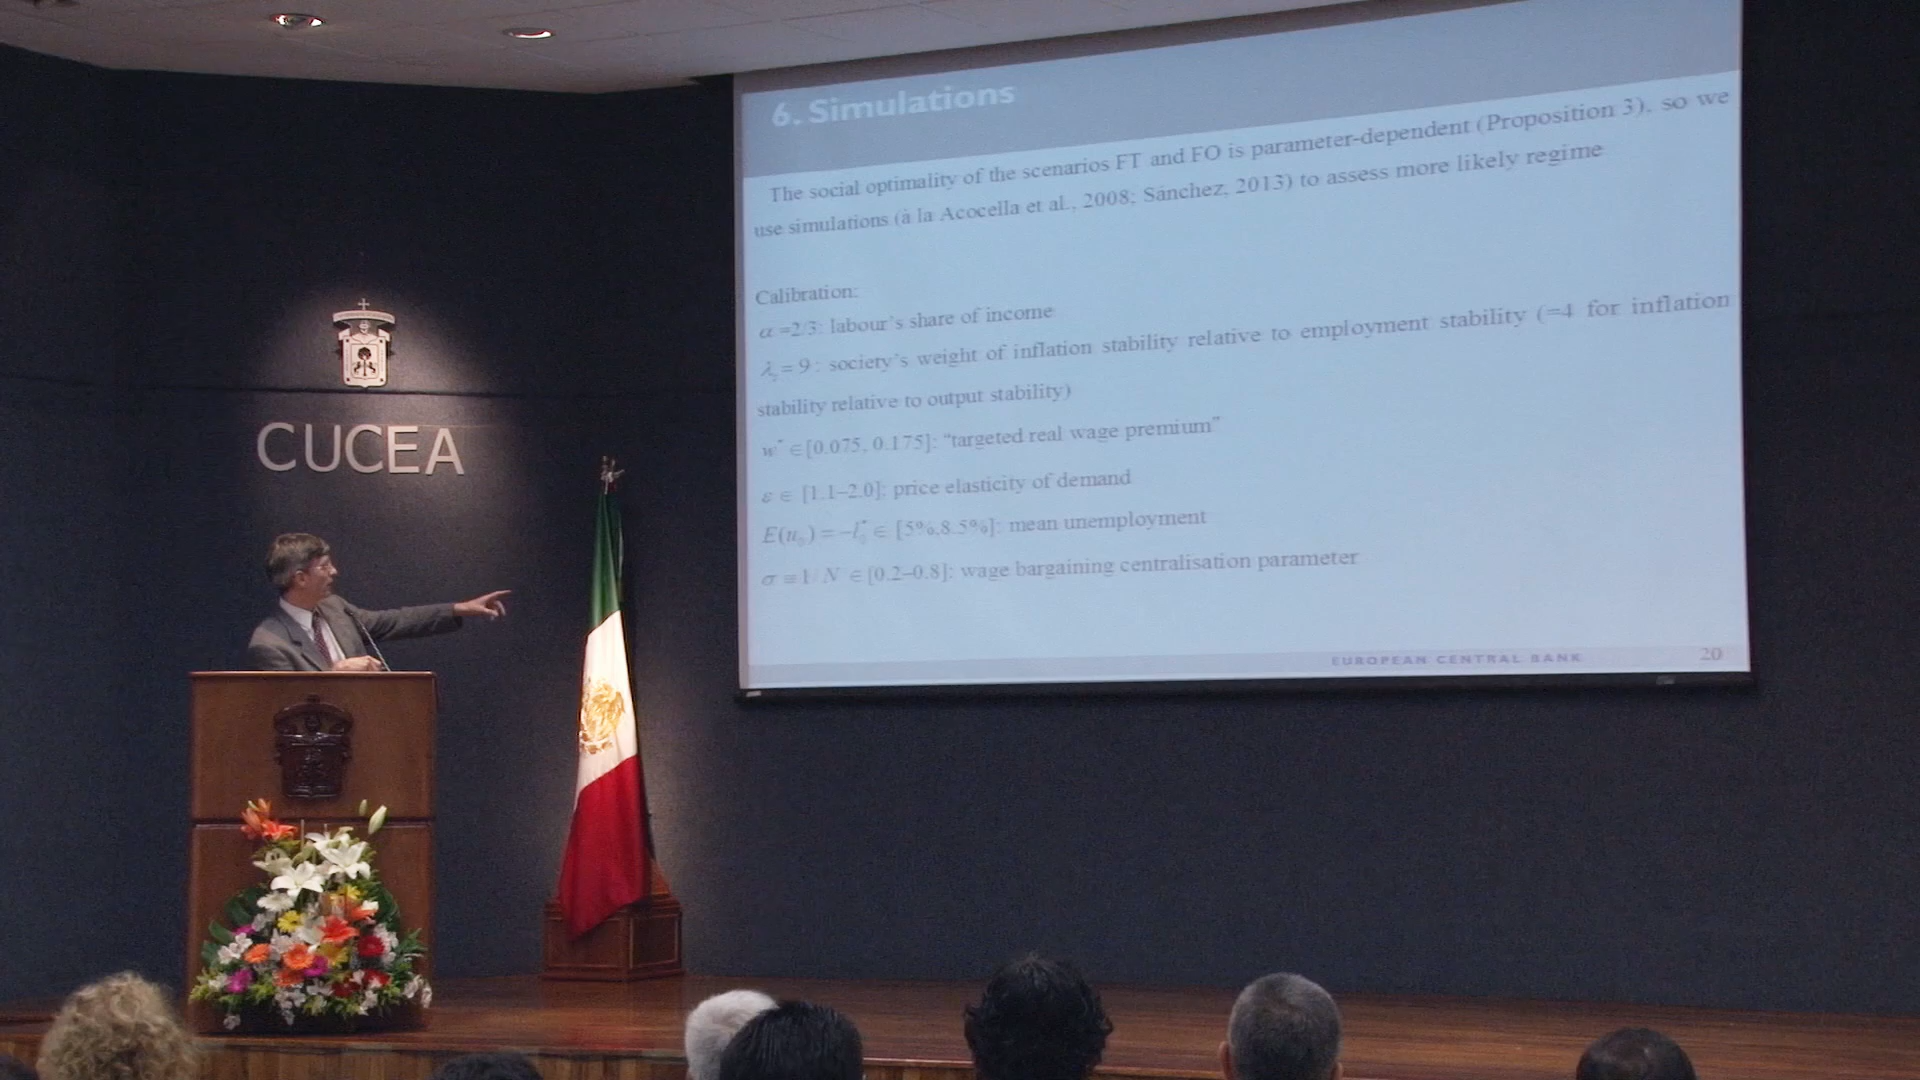 6. Simulations
The social optimality of the scenarios FT and FO is parameter-dependent (Proposition 3), so we
use simulations (à la Acocella et al., 2008; Sánchez, 2013) to assess more likely regime
Calibration:
α =2/3: labour's share of income
= 9 : society's weight of inflation stability relative to employment stability (=4 for inflation
stability relative to output stability)
w* ∈[0.075, 0.175]: “targeted real wage premium”
ε ∈ [1.1–2.0]: price elasticity of demand
∈ [5%,8.5%]: mean unemployment
σ ≡ 1/N ∈[0.2–0.8]: wage bargaining centralisation parameter
EUROPEAN CENTRAL BANK 20
CUCEA